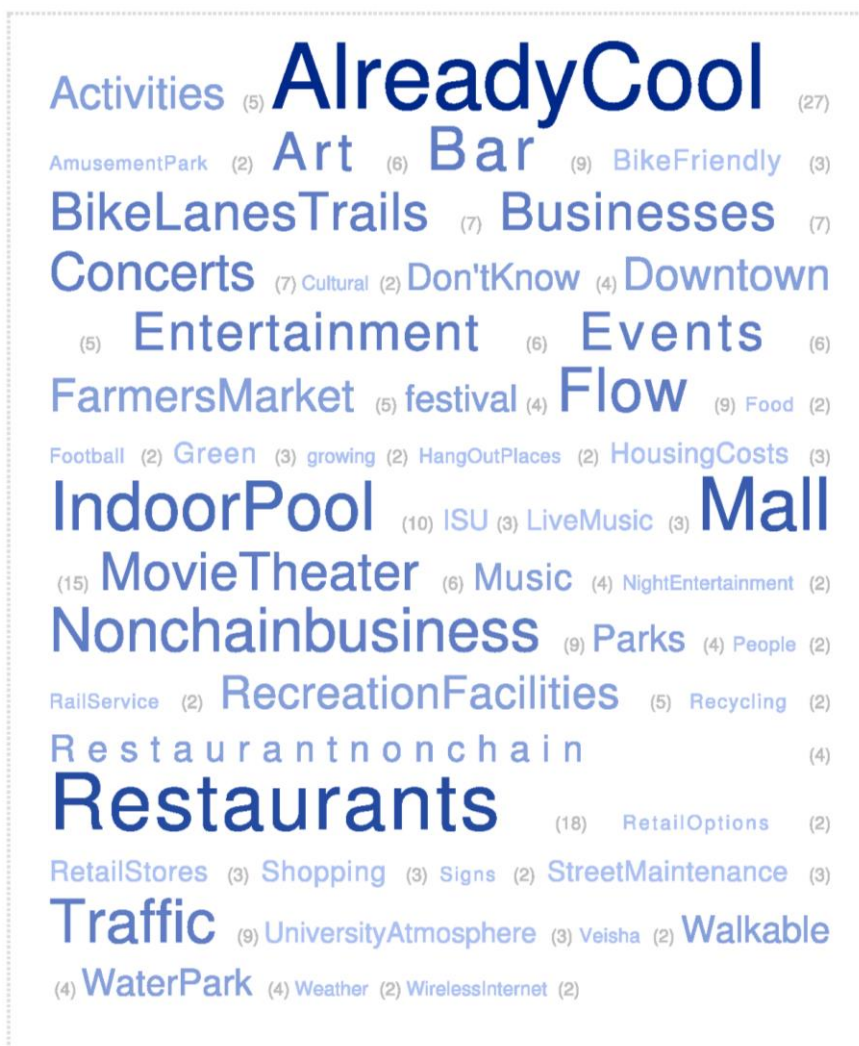 Activities (5) AlreadyCool (27)
AmusementPark (2) Art (6) Bar (9) BikeFriendly (3)
BikeLanesTrails (7) Businesses (7)
Concerts (7) Cultural (2) Don'tKnow (4) Downtown
(5) Entertainment (6) Events (6)
FarmersMarket (5) festival (4) Flow (9) Food (2)
Football (2) Green (3) growing (2) HangOutPlaces (2) HousingCosts (3)
IndoorPool (10) ISU (3) LiveMusic (3) Mall
(15) MovieTheater (6) Music (4) NightEntertainment (2)
Nonchainbusiness (9) Parks (4) People (2)
RailService (2) RecreationFacilities (5) Recycling (2)
Restaurantnonchain (4)
Restaurants (18) RetailOptions (2)
RetailStores (3) Shopping (3) Signs (2) StreetMaintenance (3)
Traffic (9) UniversityAtmosphere (3) Veisha (2) Walkable
(4) WaterPark (4) Weather (2) WirelessInternet (2)